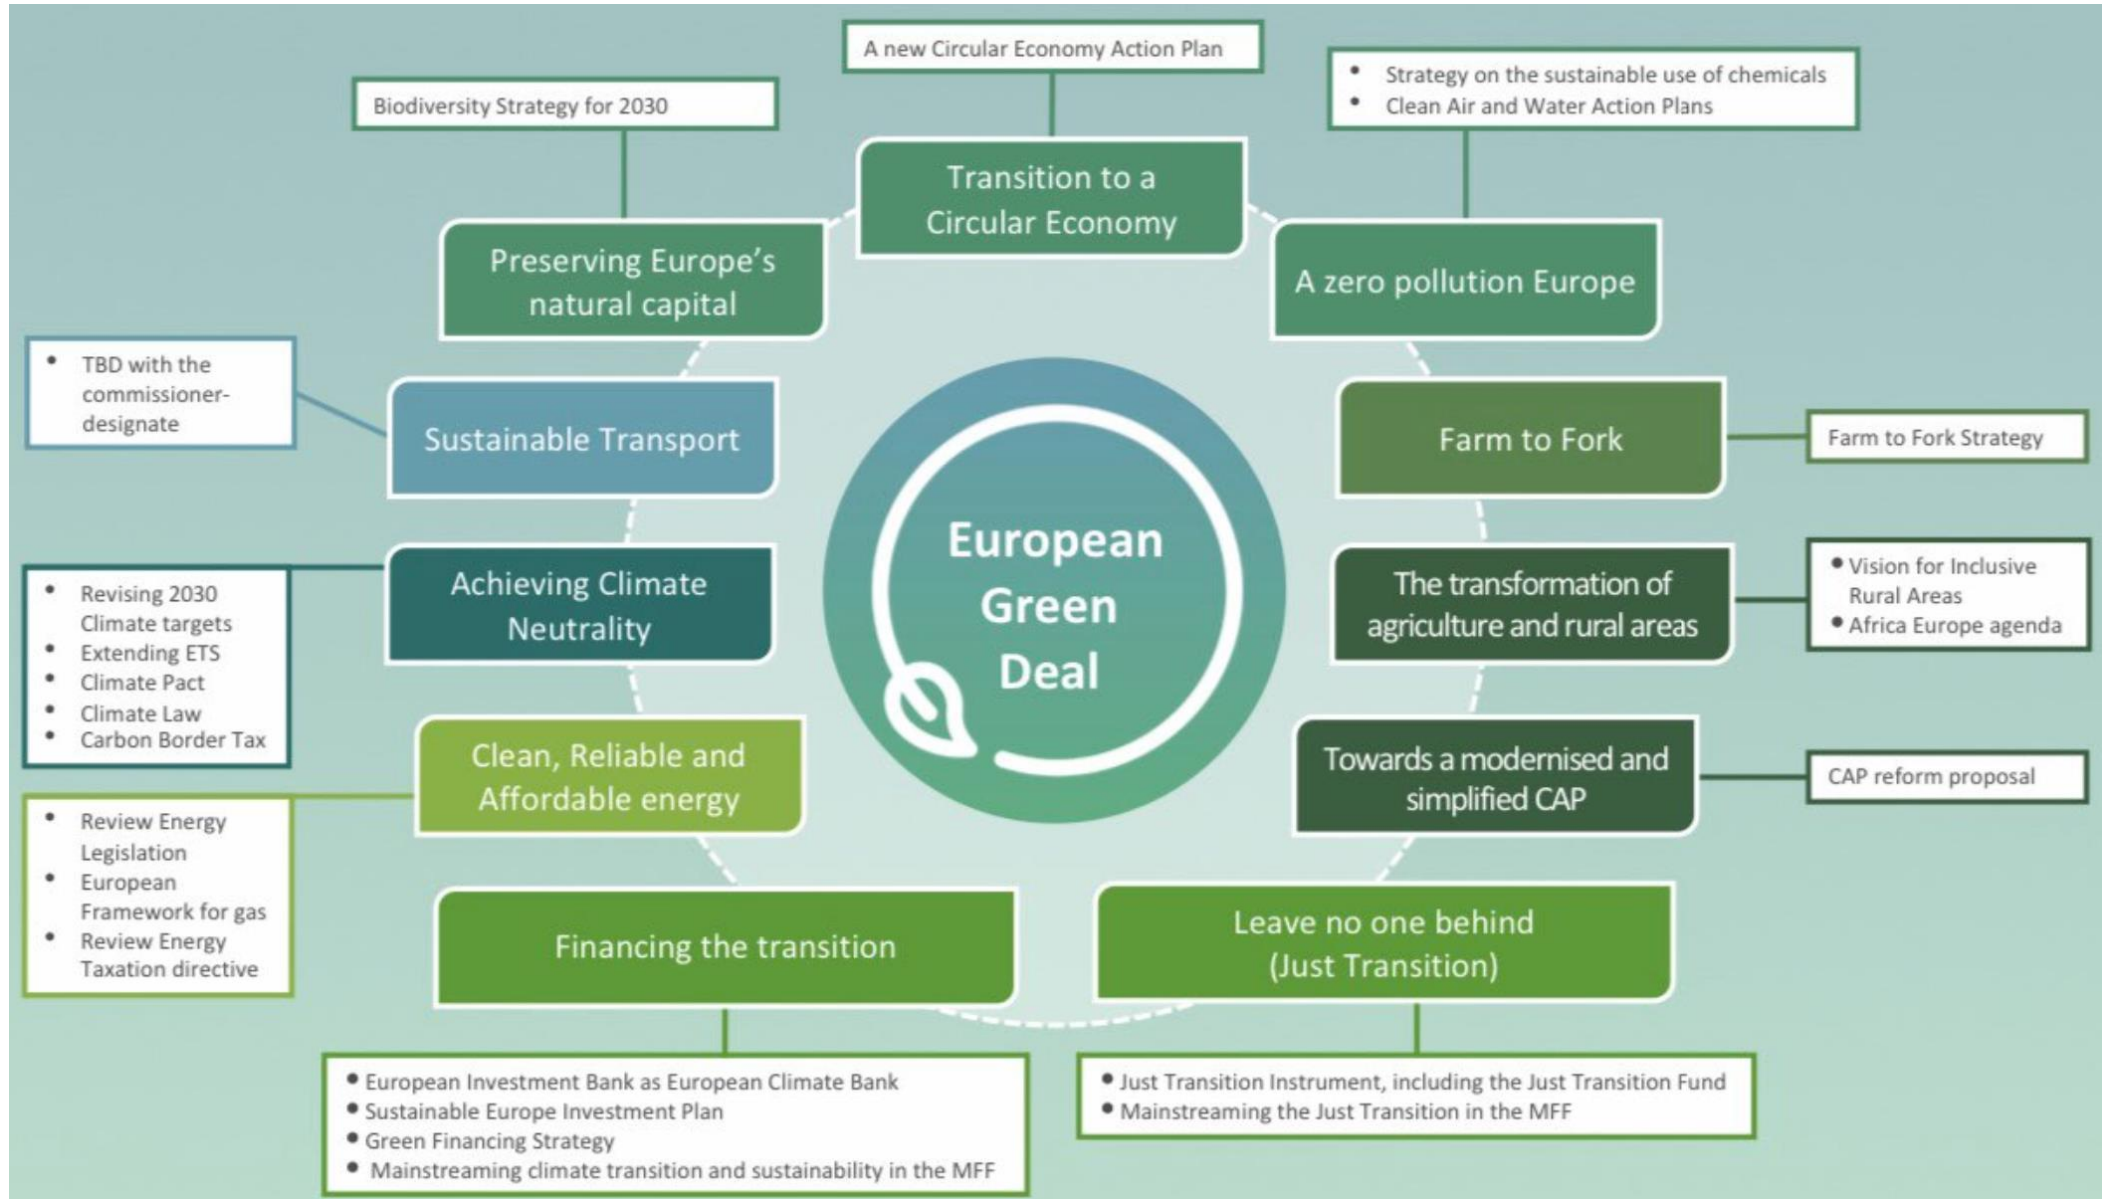 A new Circular Economy Action Plan
Biodiversity Strategy for 2030
• Strategy on the sustainable use of chemicals
• Clean Air and Water Action Plans
Transition to a
Circular Economy
Preserving Europe's
natural capital
A zero pollution Europe
• TBD with the
commissioner-
designate
Sustainable Transport
Farm to Fork
Farm to Fork Strategy
European
Green
Deal
• Revising 2030
Climate targets
• Extending ETS
• Climate Pact
• Climate Law
• Carbon Border Tax
Achieving Climate
Neutrality
The transformation of
agriculture and rural areas
• Vision for Inclusive
Rural Areas
• Africa Europe agenda
Clean, Reliable and
Affordable energy
Towards a modernised and
simplified CAP
CAP reform proposal
• Review Energy
Legislation
• European
Framework for gas
• Review Energy
Taxation directive
Financing the transition
Leave no one behind
(Just Transition)
• European Investment Bank as European Climate Bank
• Sustainable Europe Investment Plan
• Green Financing Strategy
• Mainstreaming climate transition and sustainability in the MFF
• Just Transition Instrument, including the Just Transition Fund
• Mainstreaming the Just Transition in the MFF